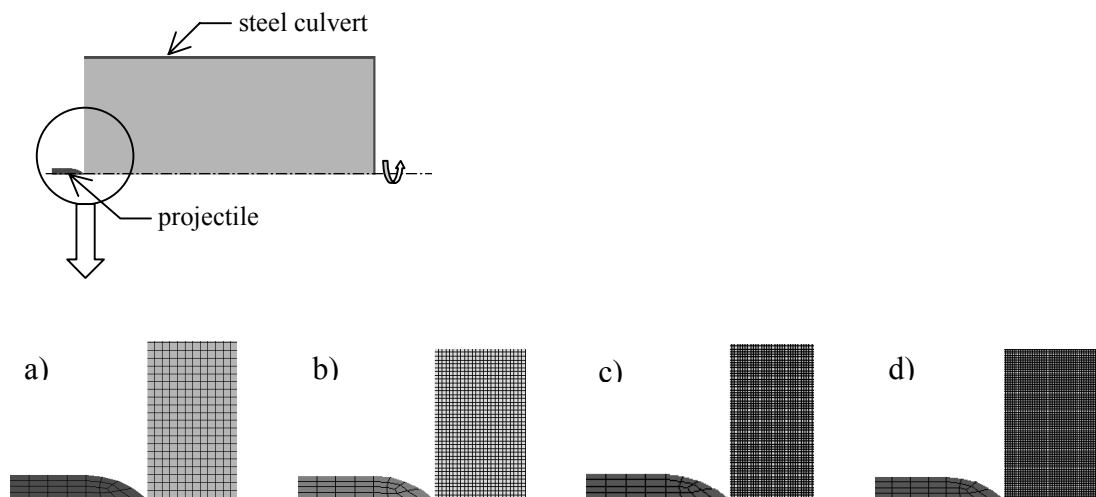 steel culvert
projectile
a)
b)
c)
d)